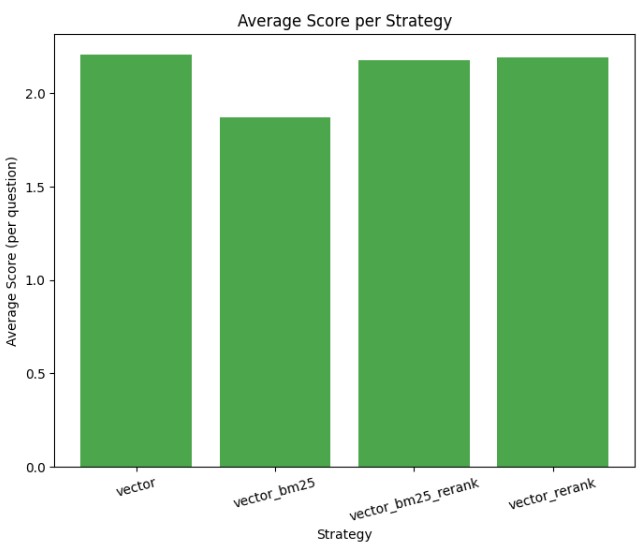 Average Score per Strategy
Average Score (per question)
2.0
1.5
1.0
0.5
0.0
vector
vector_bm25
vector_bm25_rerank
vector_rerank
Strategy